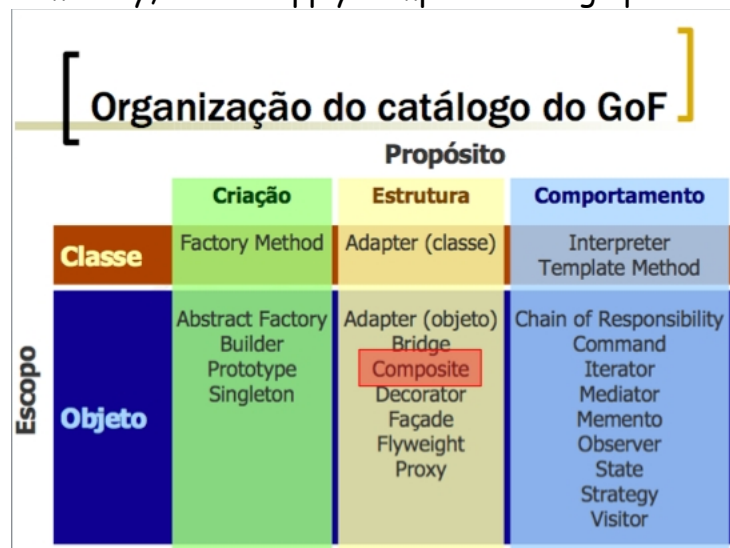 Organização do catálogo do GoF
Propósito
Criação Estrutura Comportamento
Classe
Factory Method Adapter (classe) Interpreter
Template Method
Escopo
Objeto
Abstract Factory Adapter (objeto) Chain of Responsibility
Builder Bridge Command
Prototype Composite Iterator
Singleton Decorator Mediator
Façade Memento
Flyweight Observer
Proxy State
Strategy
Visitor